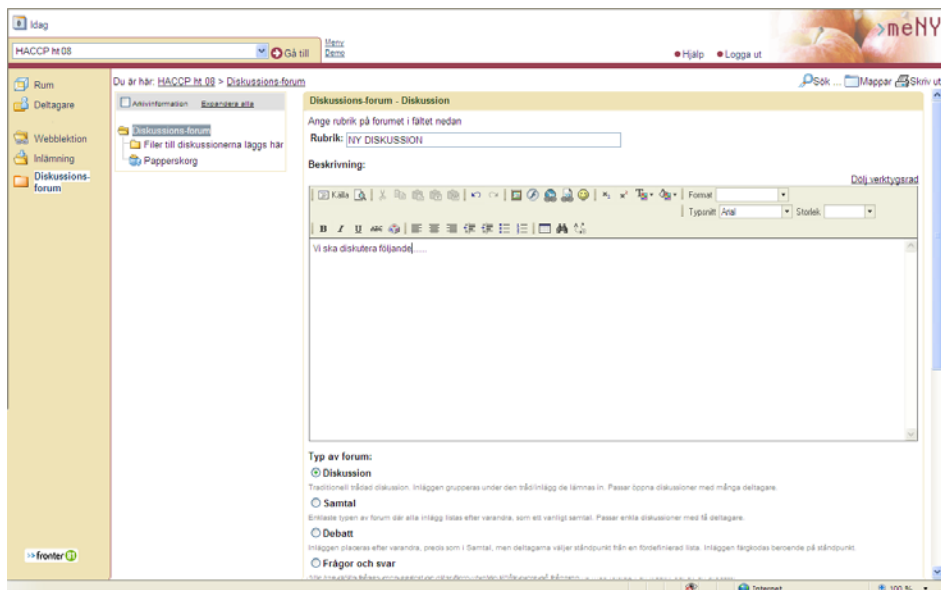 Idag
»meNY
HACCP ht 08
Gå till
Meny
Demo
Hjälp
Logga ut
Rum
Deltagare
Webblektion
Inlämning
Diskussions-
forum
Du är här: HACCP ht 08 > Diskussions-forum
Sök ... Mappar Skriv ut
Arkivinformation Expandera alla
Diskussions-forum
Filer till diskussionerna läggs här
Papperskorg
Diskussions-forum - Diskussion
Ange rubrik på forumet i fältet nedan
Rubrik: NY DISKUSSION
Beskrivning:
Dölj verktygsrad
Källa
Format
Typsnitt Arial
Storlek
B I U ABC
Vi ska diskutera följande......
Typ av forum:
Diskussion
Traditionell trådad diskussion. Inläggen grupperas under den tråd/inlägg de lämnas in. Passar öppna diskussioner med många deltagare.
Samtal
Enklaste typen av forum där alla inlägg listas efter varandra, som ett vanligt samtal. Passar enkla diskussioner med få deltagare.
Debatt
Inläggen placeras efter varandra, precis som i Samtal, men deltagarna väljer ståndpunkt från en fördefinierad lista. Inläggen färgkodas beroende på ståndpunkt
Frågor och svar
»fronter
Internet
100 %